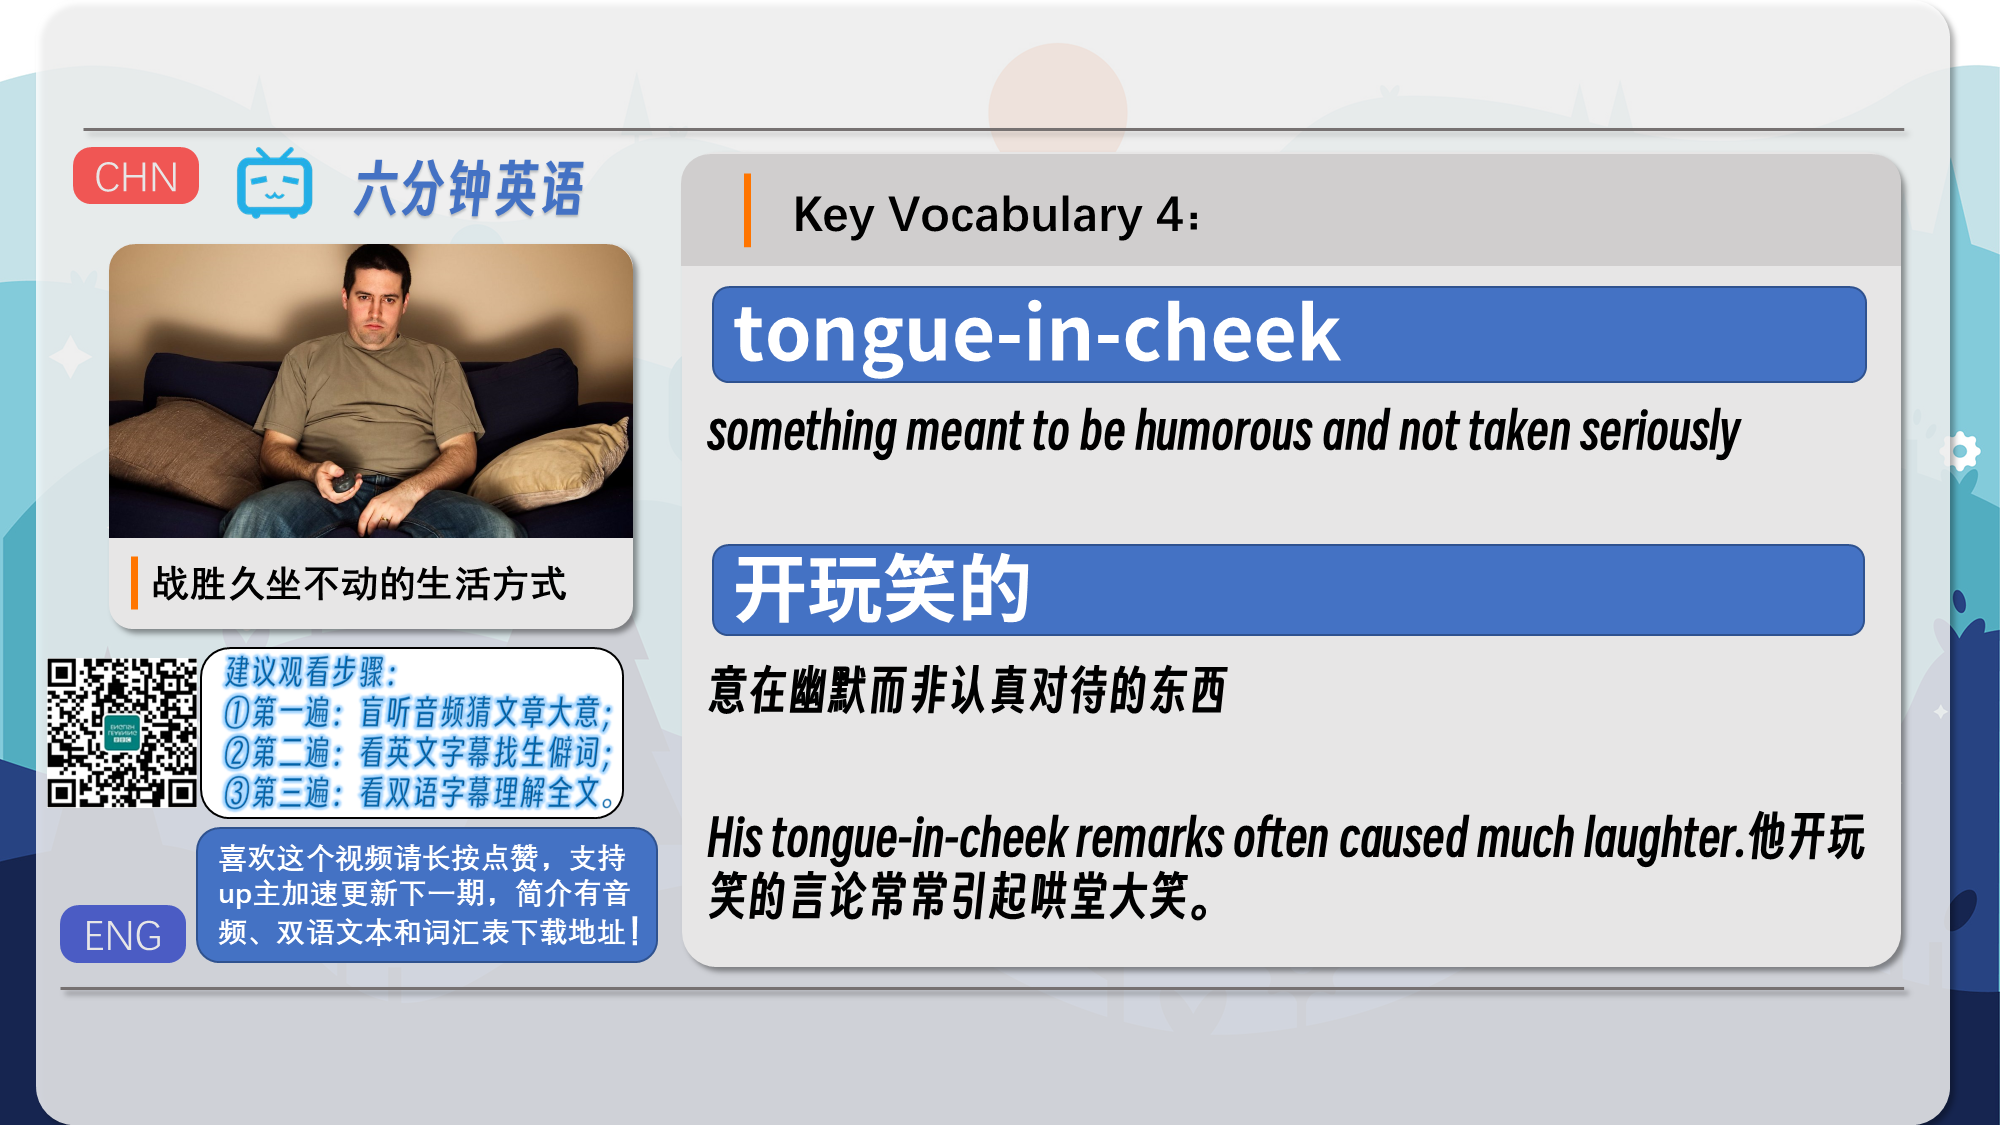 CHN
六分钟英语
战胜久坐不动的生活方式
建议观看步骤：
①第一遍：盲听音频猜文章大意；
②第二遍：看英文字幕找生僻词；
③第三遍：看双语字幕理解全文。
喜欢这个视频请长按点赞，支持
up主加速更新下一期，简介有音
频、双语文本和词汇表下载地址！
ENG
Key Vocabulary 4：
tongue-in-cheek
something meant to be humorous and not taken seriously
开玩笑的
意在幽默而非认真对待的东西
His tongue-in-cheek remarks often caused much laughter.他开玩
笑的言论常常引起哄堂大笑。